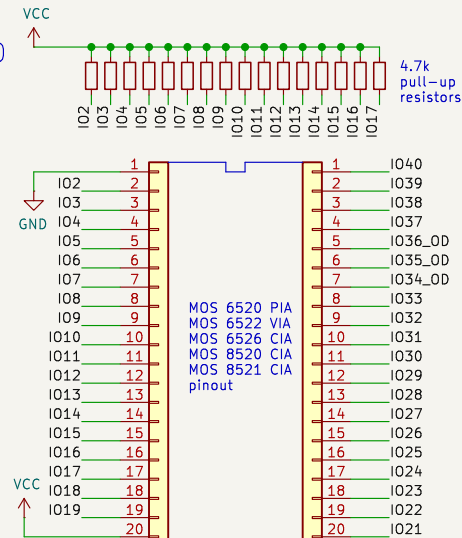 VCC
4.7k
pull-up
resistors
IO2 IO3 IO4 IO5 IO6 IO7 IO8 IO9 IO10 IO11 IO12 IO13 IO14 IO15 IO16 IO17
1 1 IO40
IO2 2 2 IO39
IO3 3 3 IO38
GND
IO4 4 4 IO37
IO5 5 5 IO36_OD
IO6 6 6 IO35_OD
IO7 7 7 IO34_OD
IO8 8 8 IO33
IO9 9 9 IO32
IO10 10 10 IO31
IO11 11 11 IO30
IO12 12 12 IO29
IO13 13 13 IO28
IO14 14 14 IO27
IO15 15 15 IO26
IO16 16 16 IO25
IO17 17 17 IO24
IO18 18 18 IO23
IO19 19 19 IO22
20 20 IO21
MOS 6520 PIA
MOS 6522 VIA
MOS 6526 CIA
MOS 8520 CIA
MOS 8521 CIA
pinout
VCC